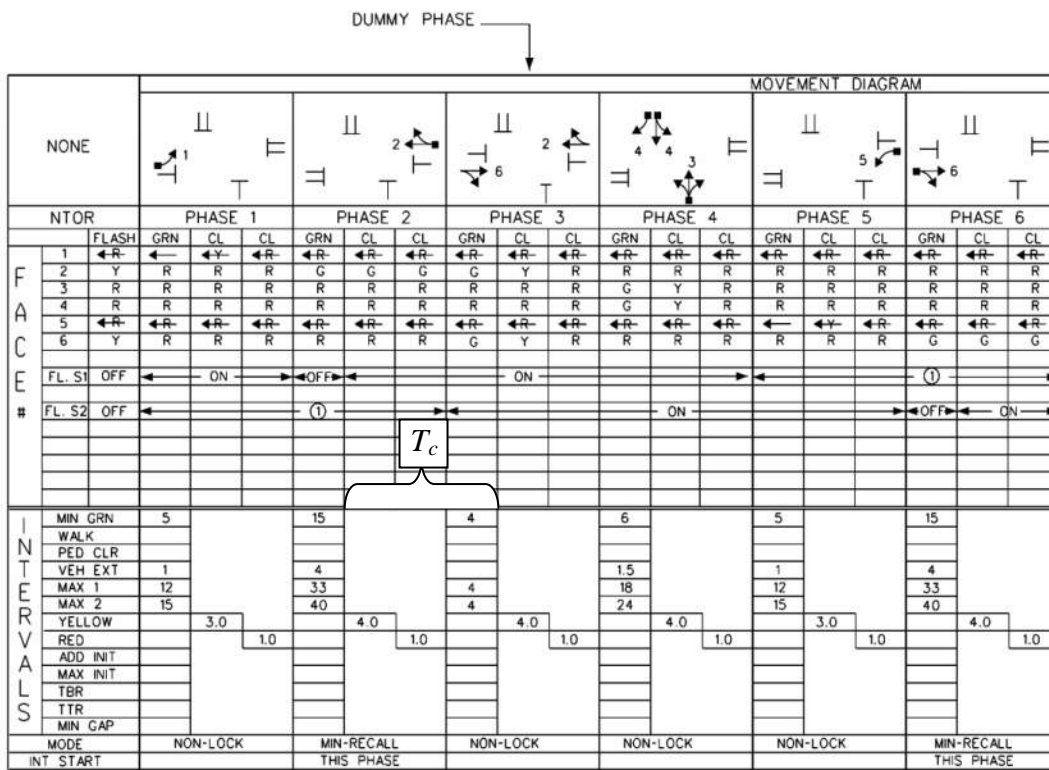 DUMMY PHASE
MOVEMENT DIAGRAM
NONE 1 2 6 2 4 4 3 5 6
NTOR PHASE 1 PHASE 2 PHASE 3 PHASE 4 PHASE 5 PHASE 6
FLASH GRN CL CL GRN CL CL GRN CL CL GRN CL CL GRN CL CL GRN CL CL
FACE #
1 R Y R R R R R R R R R R R R R R R R
2 Y R R R G G G G Y R R R R R R R R R R
3 R R R R R R R R R R G Y R R R R R R R
4 R R R R R R R R R R G Y R R R R R R R
5 R R R R R R R R R R R R R Y R R R R
6 Y R R R R R R G Y R R R R R R R G G G
FL. S1 OFF ON OFF ON ①
FL. S2 OFF ① ON OFF ON
Tc
INTERVALS
MIN GRN 5 15 4 6 5 15
WALK
PED CLR
VEH EXT 1 4 1.5 1 4
MAX 1 12 33 4 18 12 33
MAX 2 15 40 4 24 15 40
YELLOW 3.0 4.0 4.0 4.0 3.0 4.0
RED 1.0 1.0 1.0 1.0 1.0 1.0
ADD INIT
MAX INIT
TBR
TTR
MIN GAP
MODE NON-LOCK MIN-RECALL NON-LOCK NON-LOCK NON-LOCK MIN-RECALL
INT START THIS PHASE THIS PHASE